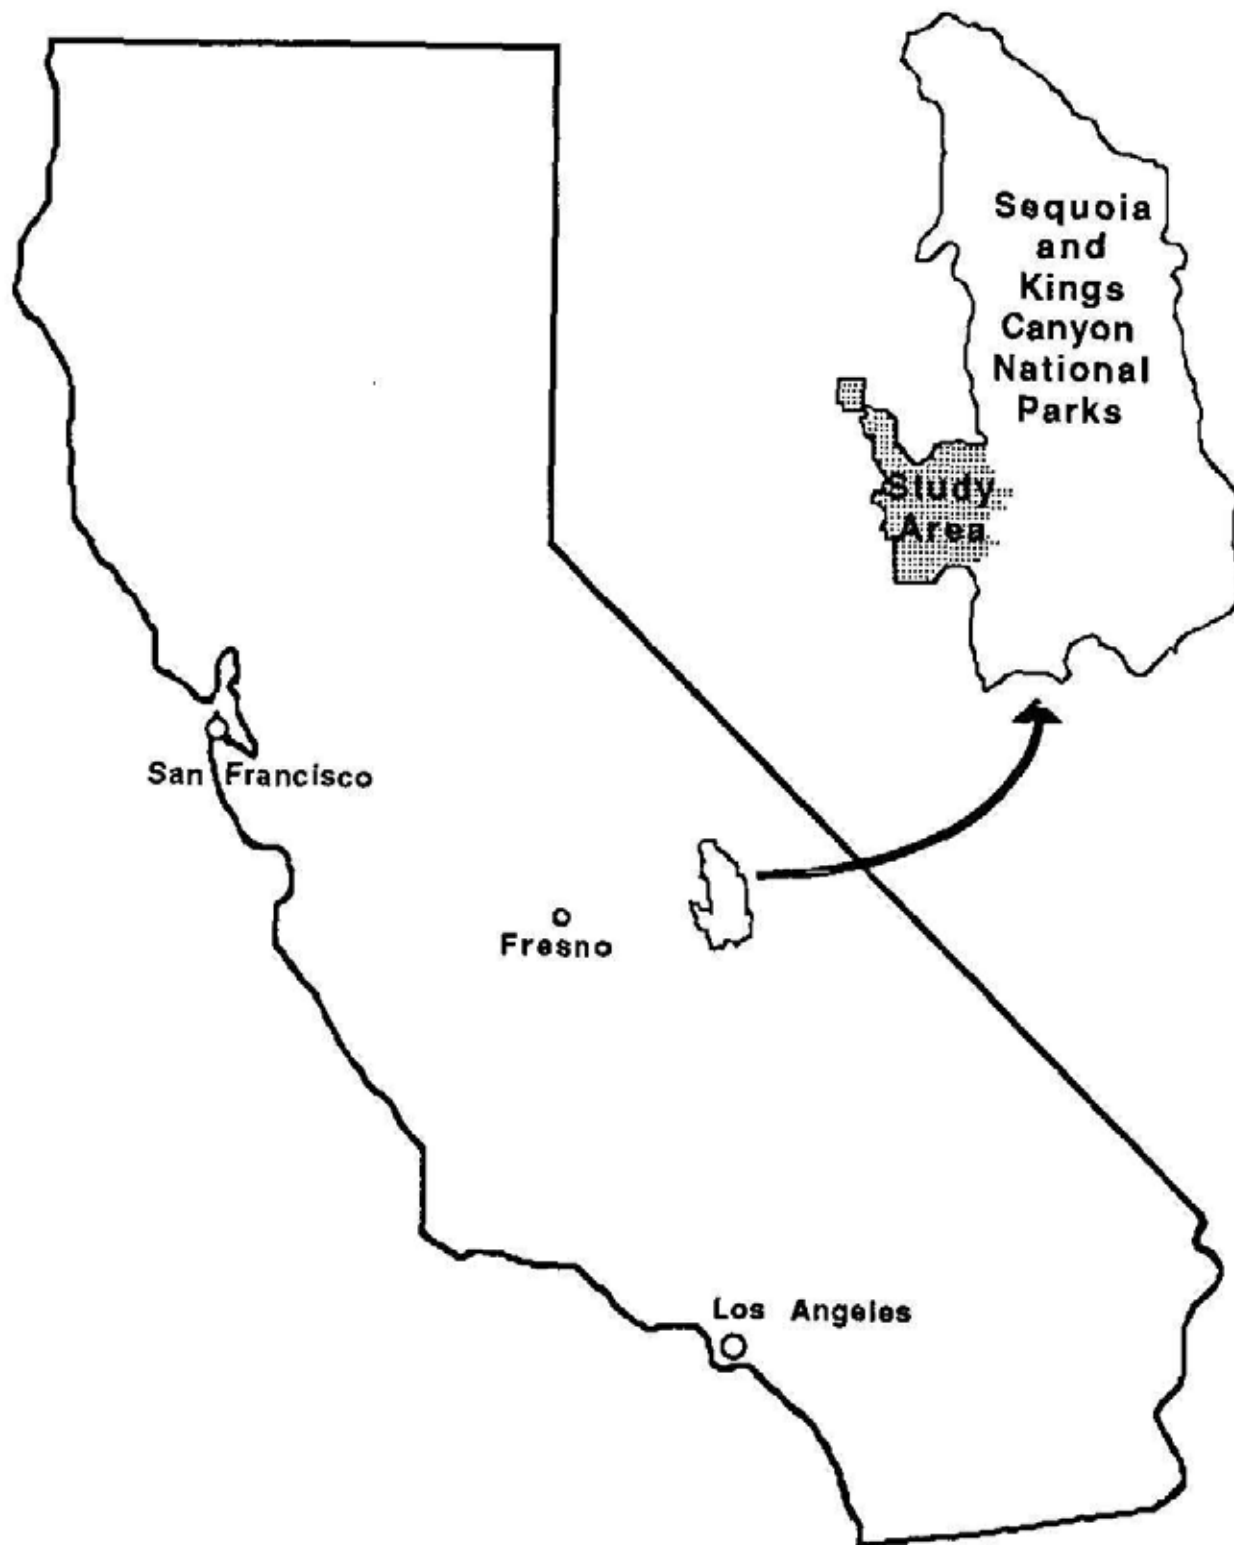 Sequoia
and
Kings
Canyon
National
Parks
Study
Area
San Francisco
Fresno
Los Angeles